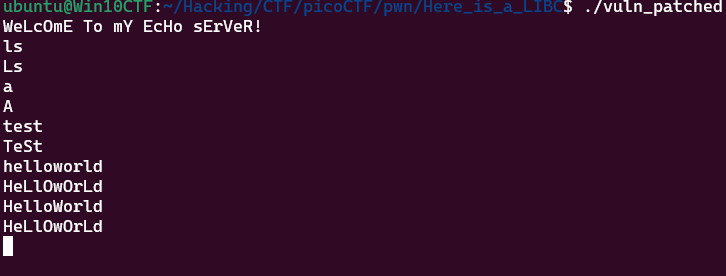 ubuntu@Win10CTF:~/Hacking/CTF/picoCTF/pwn/Here_is_a_LIBC$ ./vuln_patched
WeLcOmE To mY EcHo sErVeR!
ls
Ls
a
A
test
TeSt
helloworld
HeLlOwOrLd
HelloWorld
HeLlOwOrLd